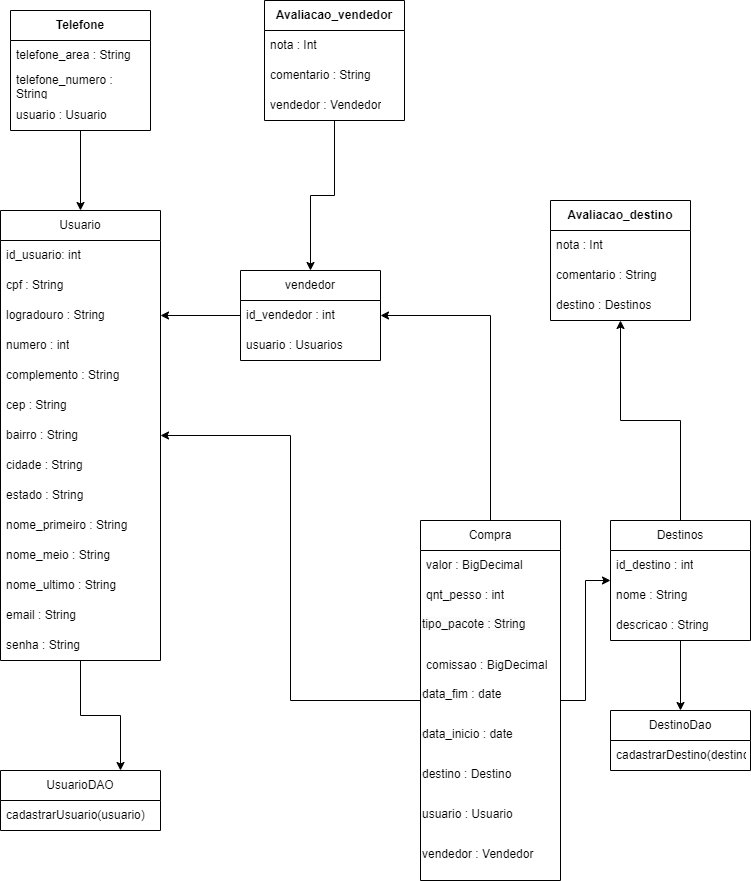 Telefone
telefone_area : String
telefone_numero :
String
usuario : Usuario
Avaliacao_vendedor
nota : Int
comentario : String
vendedor : Vendedor
Usuario
id_usuario: int
cpf : String
logradouro : String
numero : int
complemento : String
cep : String
bairro : String
cidade : String
estado : String
nome_primeiro : String
nome_meio : String
nome_ultimo : String
email : String
senha : String
vendedor
id_vendedor : int
usuario : Usuarios
Avaliacao_destino
nota : Int
comentario : String
destino : Destinos
Compra
valor : BigDecimal
qnt_pesso : int
tipo_pacote : String
comissao : BigDecimal
data_fim : date
data_inicio : date
destino : Destino
usuario : Usuario
vendedor : Vendedor
Destinos
id_destino : int
nome : String
descricao : String
DestinoDao
cadastrarDestino(destino
UsuarioDAO
cadastrarUsuario(usuario)